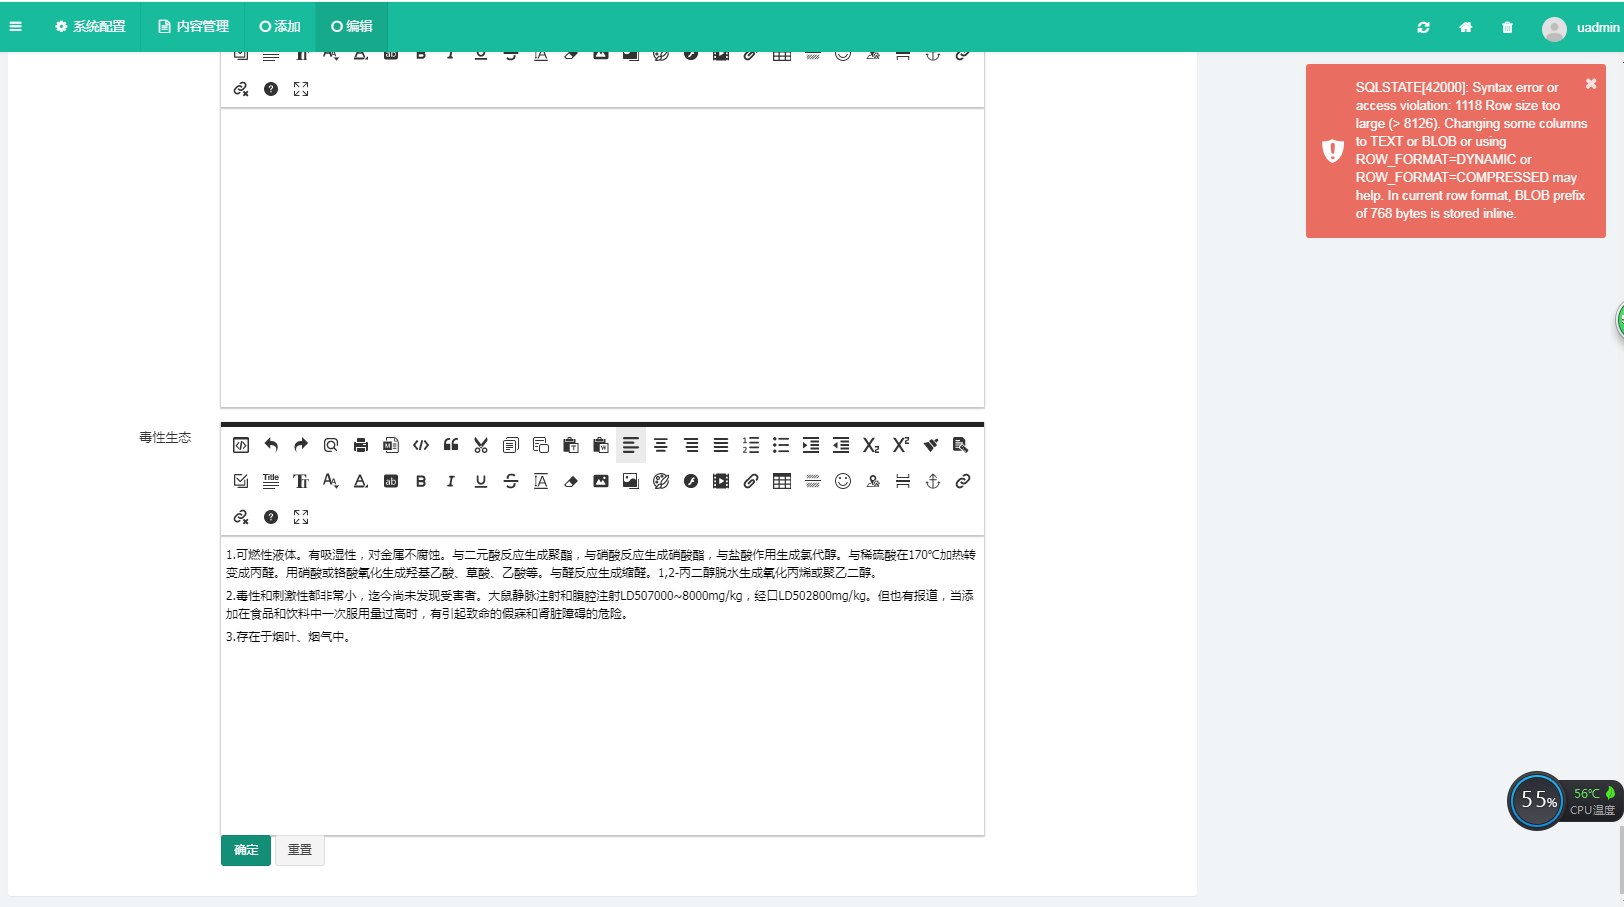 系统配置
内容管理
添加
编辑
uadmin
SQLSTATE[42000]: Syntax error or
access violation: 1118 Row size too
large (> 8126). Changing some columns
to TEXT or BLOB or using
ROW_FORMAT=DYNAMIC or
ROW_FORMAT=COMPRESSED may
help. In current row format, BLOB prefix
of 768 bytes is stored inline.
毒性生态
1.可燃性液体。有吸湿性，对金属不腐蚀。与二元酸反应生成聚酯，与硝酸反应生成硝酸酯，与盐酸作用生成氯代醇。与稀硫酸在170℃加热转
变成丙醛。用硝酸或铬酸氧化生成羟基乙酸、草酸、乙酸等。与醛反应生成缩醛。1,2-丙二醇脱水生成氧化丙烯或聚乙二醇。
2.毒性和刺激性都非常小，迄今尚未发现受害者。大鼠静脉注射和腹腔注射LD507000~8000mg/kg，经口LD502800mg/kg。但也有报道，当添
加在食品和饮料中一次服用量过高时，有引起致命的假寐和肾脏障碍的危险。
3.存在于烟叶、烟气中。
确定
重置
55%
56℃
CPU温度